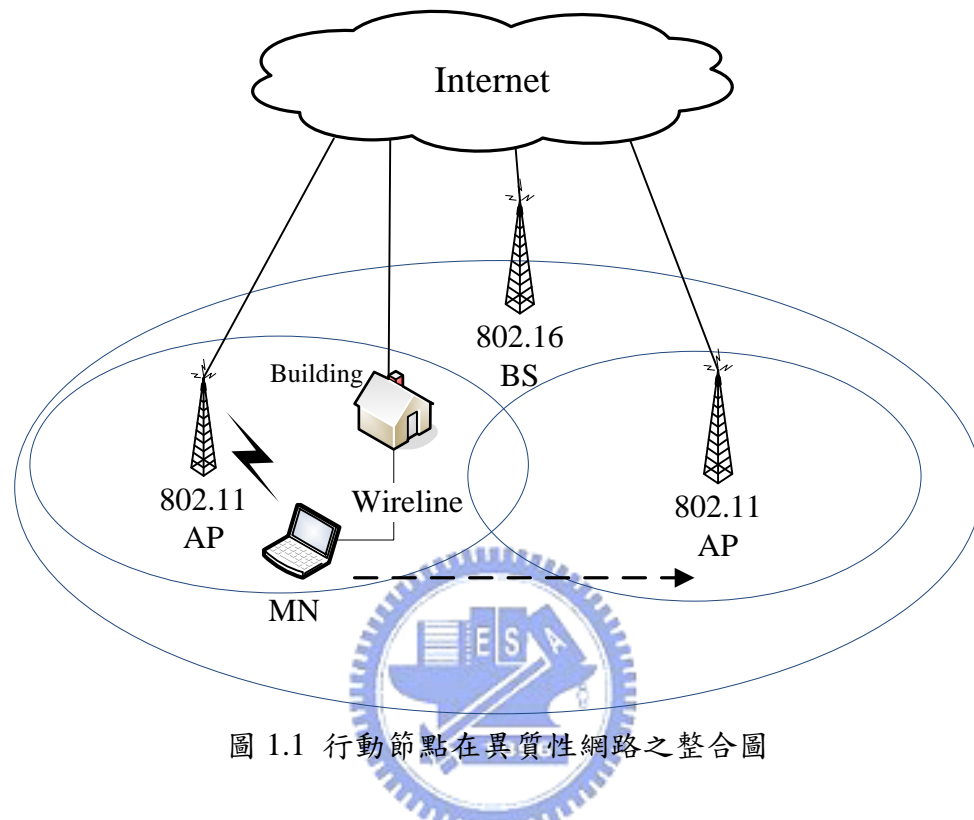 Internet
802.16
BS
Building
802.11
AP
Wireline
802.11
AP
MN
E S A
圖 1.1 行動節點在異質性網路之整合圖